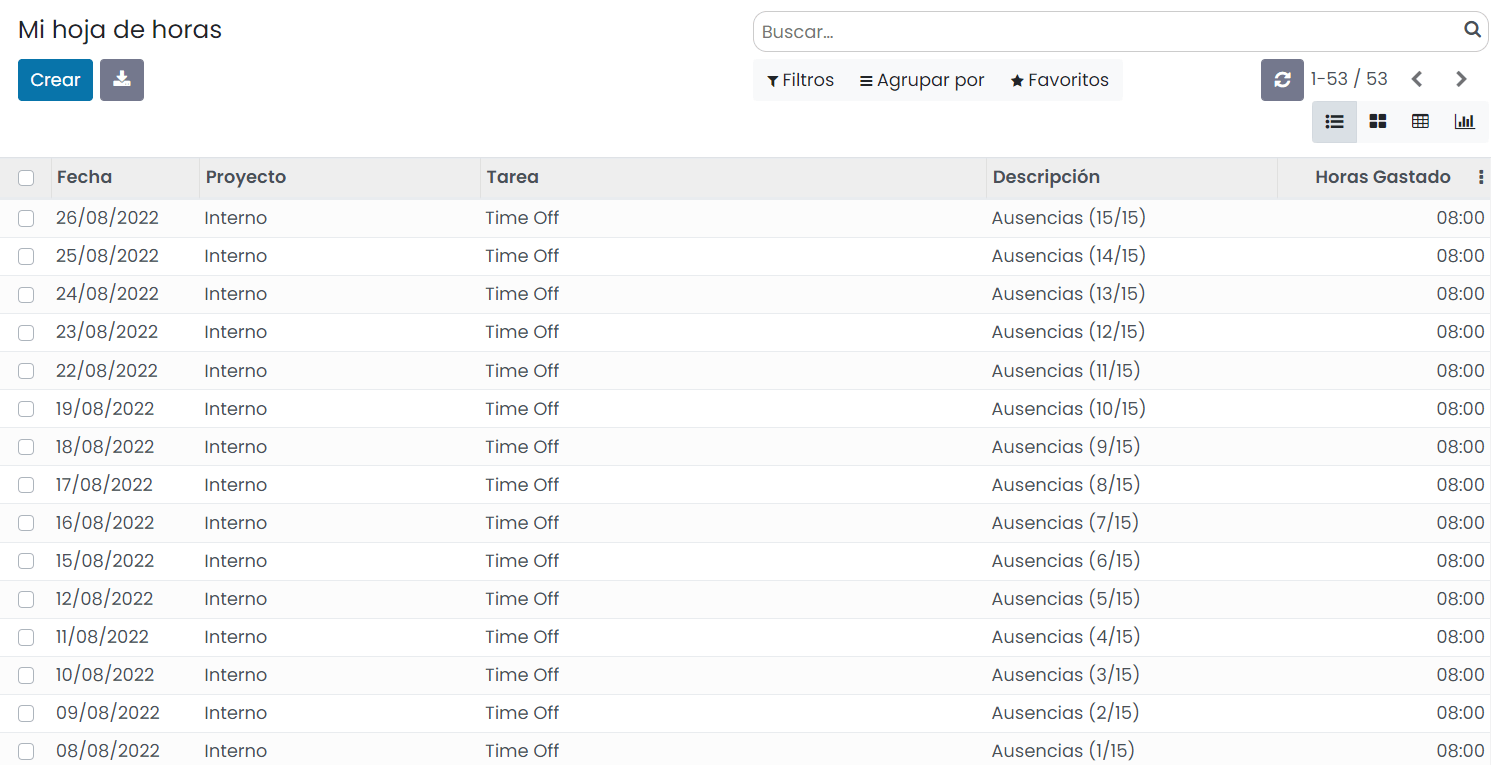 Mi hoja de horas
Buscar...
Crear
Filtros Agrupar por Favoritos
1-53 / 53
Fecha Proyecto Tarea Descripción Horas Gastado
26/08/2022 Interno Time Off Ausencias (15/15) 08:00
25/08/2022 Interno Time Off Ausencias (14/15) 08:00
24/08/2022 Interno Time Off Ausencias (13/15) 08:00
23/08/2022 Interno Time Off Ausencias (12/15) 08:00
22/08/2022 Interno Time Off Ausencias (11/15) 08:00
19/08/2022 Interno Time Off Ausencias (10/15) 08:00
18/08/2022 Interno Time Off Ausencias (9/15) 08:00
17/08/2022 Interno Time Off Ausencias (8/15) 08:00
16/08/2022 Interno Time Off Ausencias (7/15) 08:00
15/08/2022 Interno Time Off Ausencias (6/15) 08:00
12/08/2022 Interno Time Off Ausencias (5/15) 08:00
11/08/2022 Interno Time Off Ausencias (4/15) 08:00
10/08/2022 Interno Time Off Ausencias (3/15) 08:00
09/08/2022 Interno Time Off Ausencias (2/15) 08:00
08/08/2022 Interno Time Off Ausencias (1/15) 08:00